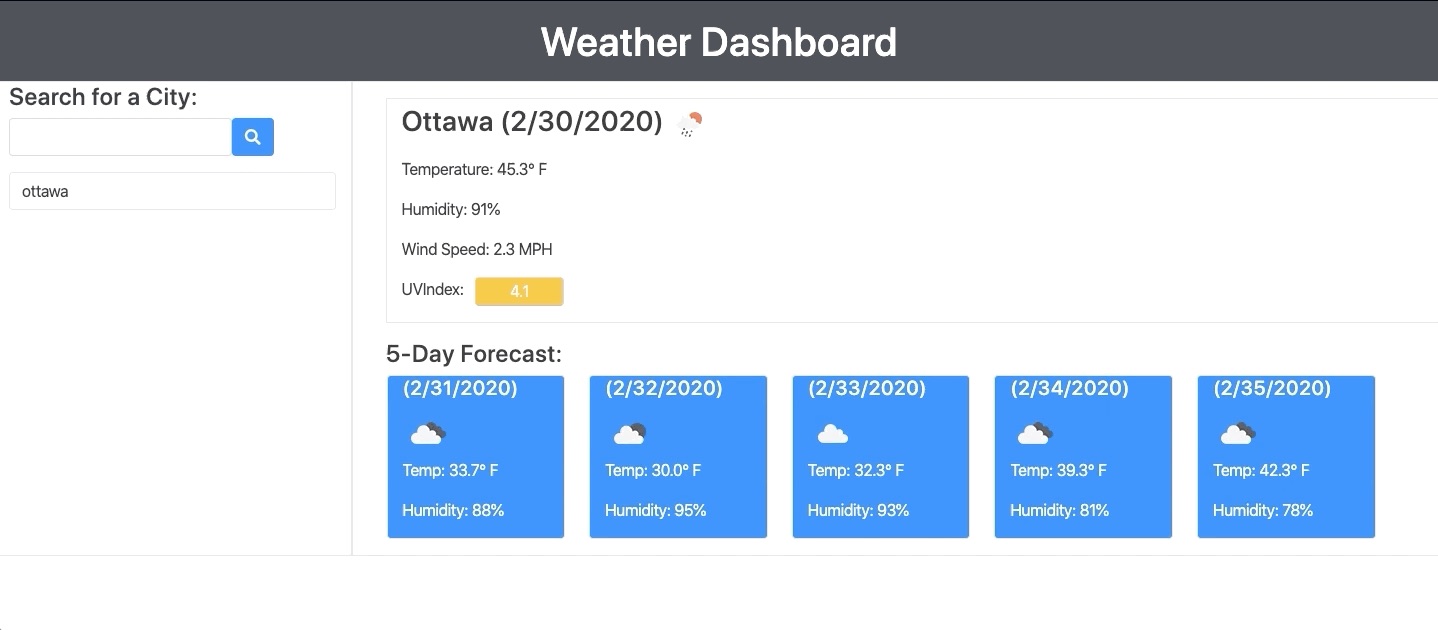 Weather Dashboard
Search for a City:
ottawa
Ottawa (2/30/2020)
Temperature: 45.3° F
Humidity: 91%
Wind Speed: 2.3 MPH
UVIndex: 4.1
5-Day Forecast:
(2/31/2020) (2/32/2020) (2/33/2020) (2/34/2020) (2/35/2020)
Temp: 33.7° F Temp: 30.0° F Temp: 32.3° F Temp: 39.3° F Temp: 42.3° F
Humidity: 88% Humidity: 95% Humidity: 93% Humidity: 81% Humidity: 78%